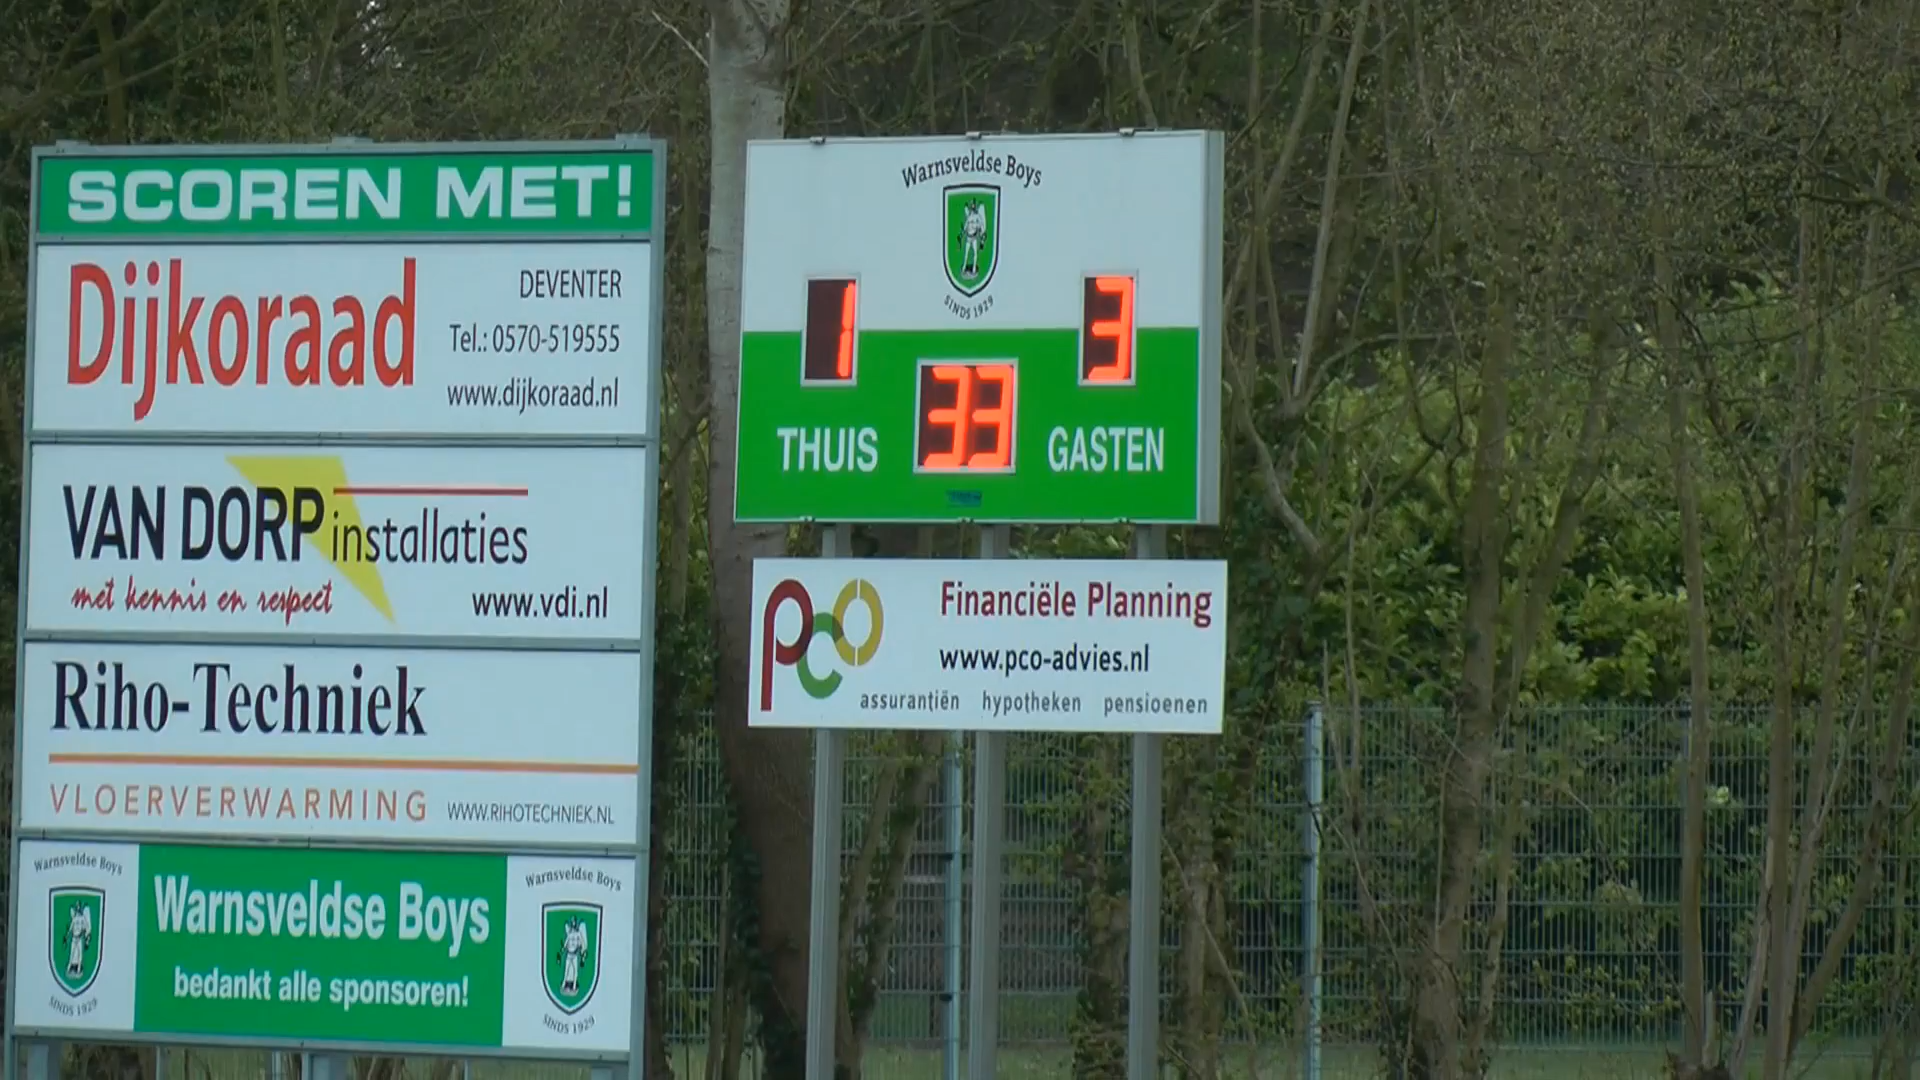 SCOREN MET!
Dijkoraad
DEVENTER
Tel.: 0570-519555
www.dijkoraad.nl
VAN DORP installaties
met kennis en respect
www.vdi.nl
Riho-Techniek
VLOERVERWARMING WWW.RIHOTECHNIEK.NL
Warnsveldse Boys
SINDS 1929
Warnsveldse Boys
bedankt alle sponsoren!
Warnsveldse Boys
SINDS 1929
Warnsveldse Boys
SINDS 1929
1 3
33
THUIS GASTEN
pco
Financiële Planning
www.pco-advies.nl
assurantiën hypotheken pensioenen